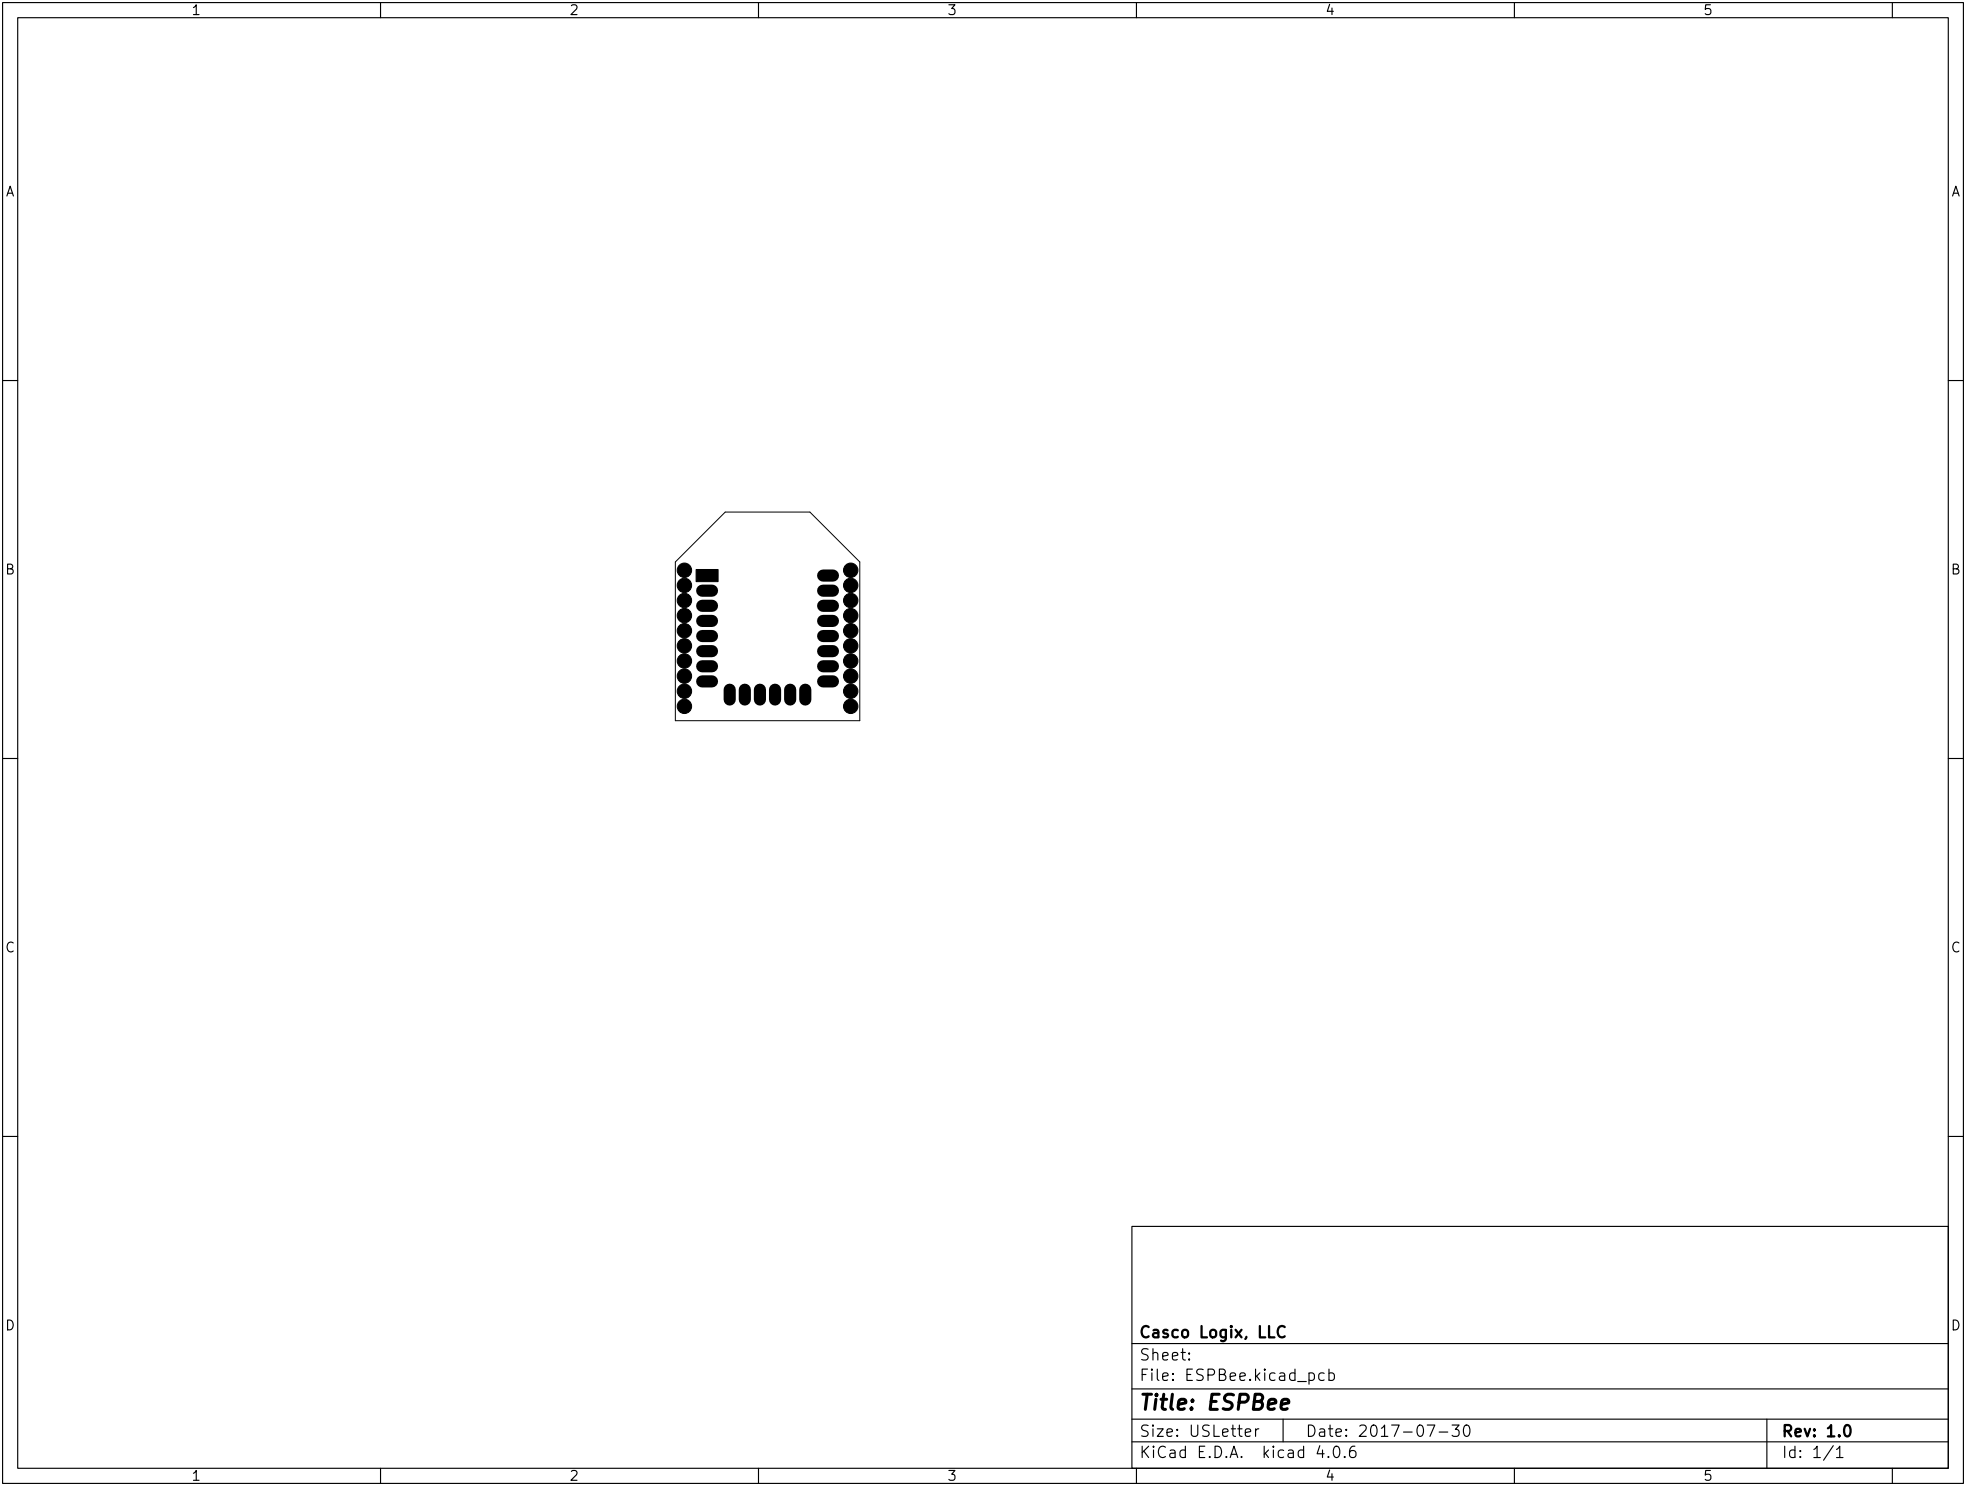 1 2 3 4 5
A A
B B
C C
Casco Logix, LLC
D D
Sheet:
File: ESPBee.kicad_pcb
Title: ESPBee
Size: USLetter Date: 2017-07-30 Rev: 1.0
KiCad E.D.A. kicad 4.0.6 Id: 1/1
1 2 3 4 5